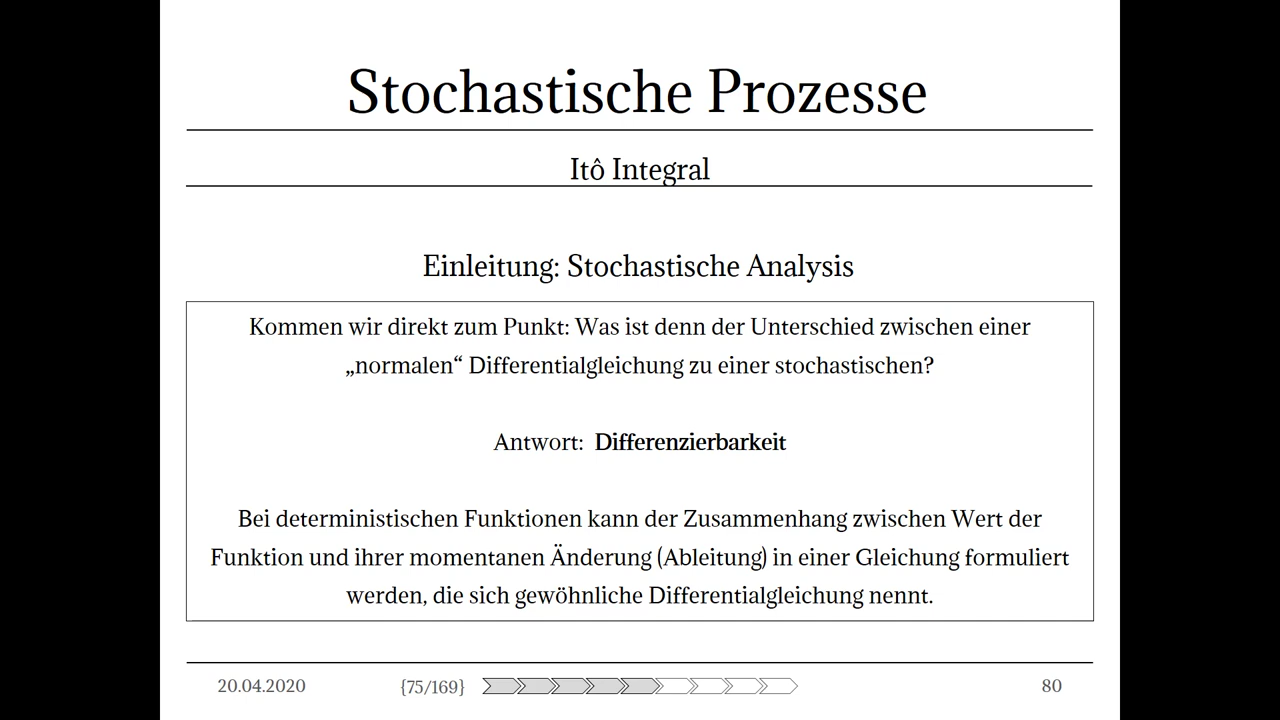 Stochastische Prozesse
Itô Integral
Einleitung: Stochastische Analysis
Kommen wir direkt zum Punkt: Was ist denn der Unterschied zwischen einer
„normalen“ Differentialgleichung zu einer stochastischen?
Antwort: Differenzierbarkeit
Bei deterministischen Funktionen kann der Zusammenhang zwischen Wert der
Funktion und ihrer momentanen Änderung (Ableitung) in einer Gleichung formuliert
werden, die sich gewöhnliche Differentialgleichung nennt.
20.04.2020 {75/169} 80